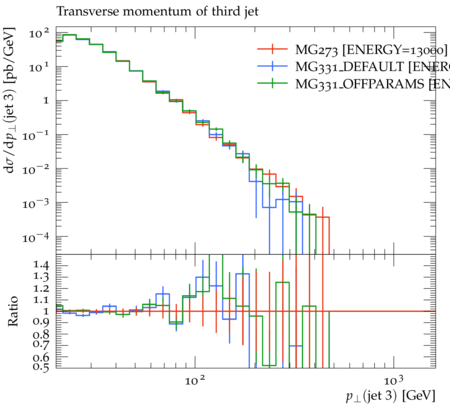 Transverse momentum of third jet
dσ/dp⊥(jet 3) [pb/GeV]
MG273 [ENERGY=13000]
MG331_DEFAULT [ENERG
MG331_OFFPARAMS [EN
10²
10¹
1
10⁻¹
10⁻²
10⁻³
10⁻⁴
Ratio
1.4
1.3
1.2
1.1
1
0.9
0.8
0.7
0.6
0.5
10²
10³
p⊥(jet 3) [GeV]